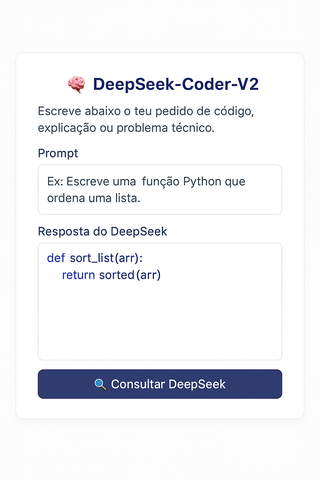 🧠 DeepSeek-Coder-V2
Escreve abaixo o teu pedido de código,
explicação ou problema técnico.
Prompt
Ex: Escreve uma função Python que
ordena uma lista.
Resposta do DeepSeek
def sort_list(arr):
    return sorted(arr)
🔍 Consultar DeepSeek